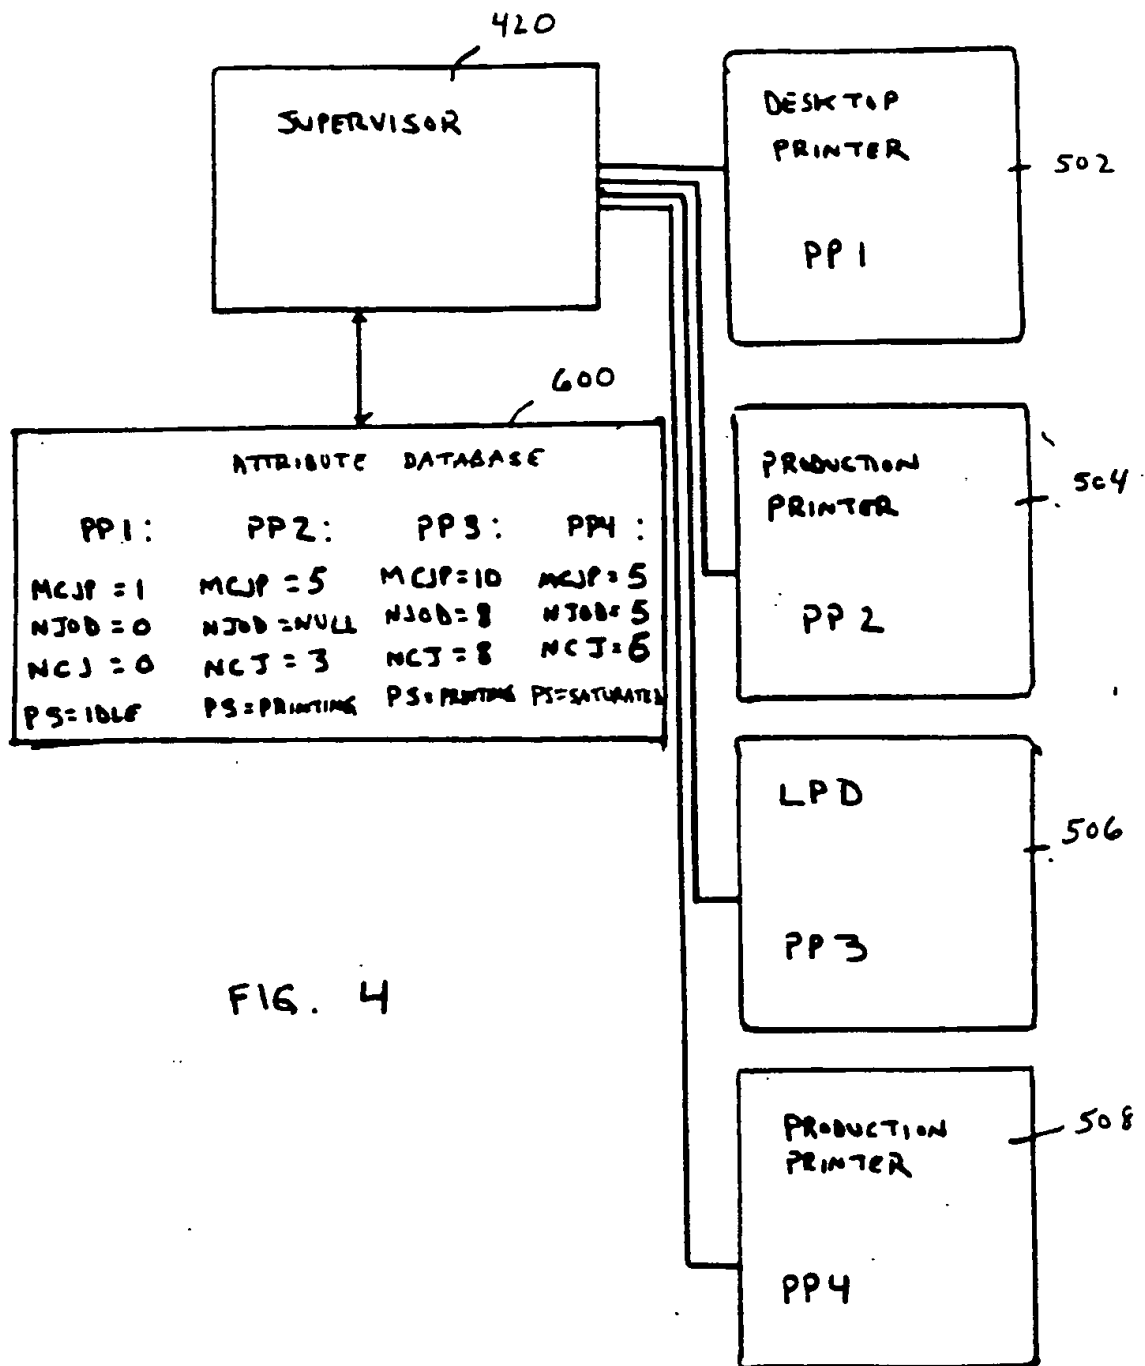 420
SUPERVISOR
DESKTOP
PRINTER
PP1
502
600
ATTRIBUTE DATABASE
PP1: PP2: PP3: PP4:
MCJP = 1 MCJP = 5 MCJP=10 MCJP=5
NJOD = 0 NJOD=NULL NJOD=8 NJOD=5
NCJ = 0 NCJ = 3 NCJ = 8 NCJ=6
PS=IDLE PS=PRINTING PS=PRINTING PS=SATURATED
PRODUCTION
PRINTER
PP2
504
LPD
PP3
506
FIG. 4
PRODUCTION
PRINTER
PP4
508